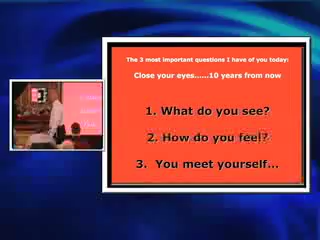 The 3 most important questions I have of you today:
Close your eyes......10 years from now
1. What do you see?
2. How do you feel?
3. You meet yourself...